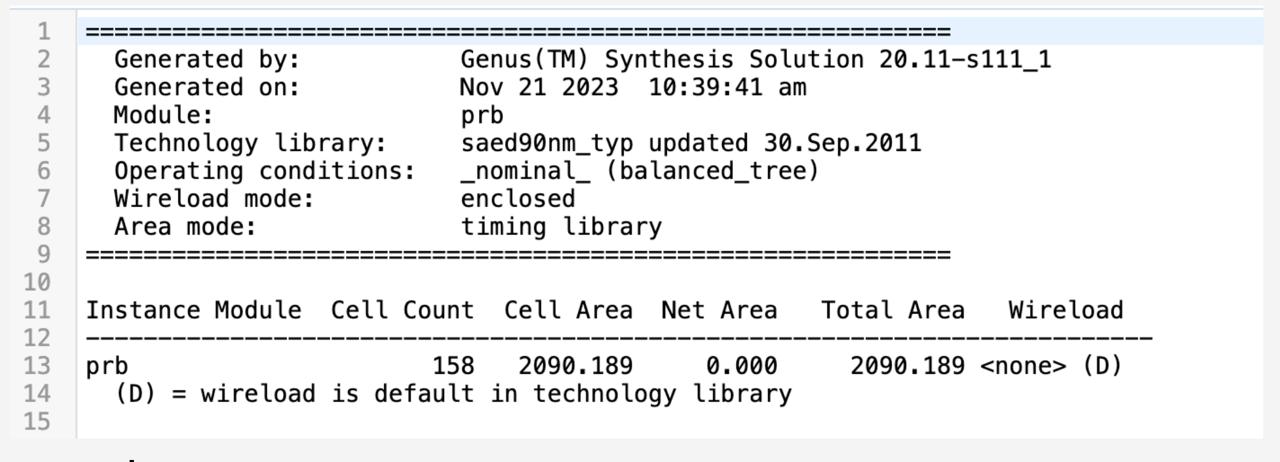 1 ============================================================
2 Generated by: Genus(TM) Synthesis Solution 20.11-s111_1
3 Generated on: Nov 21 2023  10:39:41 am
4 Module: prb
5 Technology library: saed90nm_typ updated 30.Sep.2011
6 Operating conditions: _nominal_ (balanced_tree)
7 Wireload mode: enclosed
8 Area mode: timing library
9 ============================================================
10
11 Instance Module  Cell Count  Cell Area  Net Area   Total Area   Wireload
12 --------------------------------------------------------------------------
13 prb 158 2090.189 0.000 2090.189 <none> (D)
14 (D) = wireload is default in technology library
15